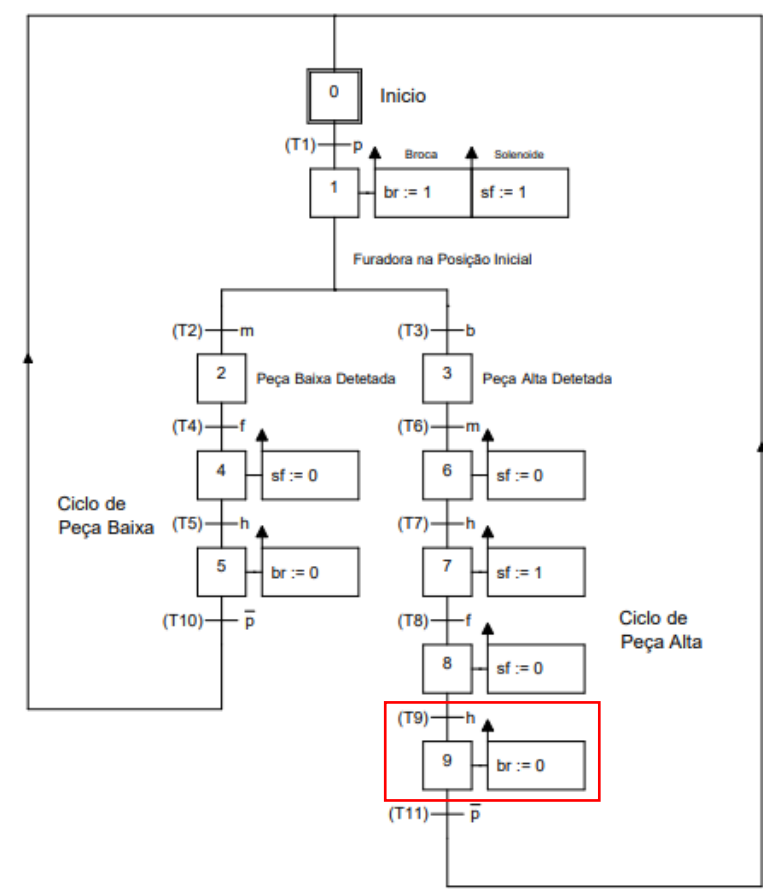 0 Inicio
(T1) p
Broca Solenoide
1 br := 1 sf := 1
Furadora na Posição Inicial
(T2) m (T3) b
2 Peça Baixa Detetada 3 Peça Alta Detetada
(T4) f (T6) m
4 sf := 0 6 sf := 0
Ciclo de
Peça Baixa
(T5) h (T7) h
5 br := 0 7 sf := 1
(T10) p̅ (T8) f
Ciclo de
Peça Alta
8 sf := 0
(T9) h
9 br := 0
(T11) p̅